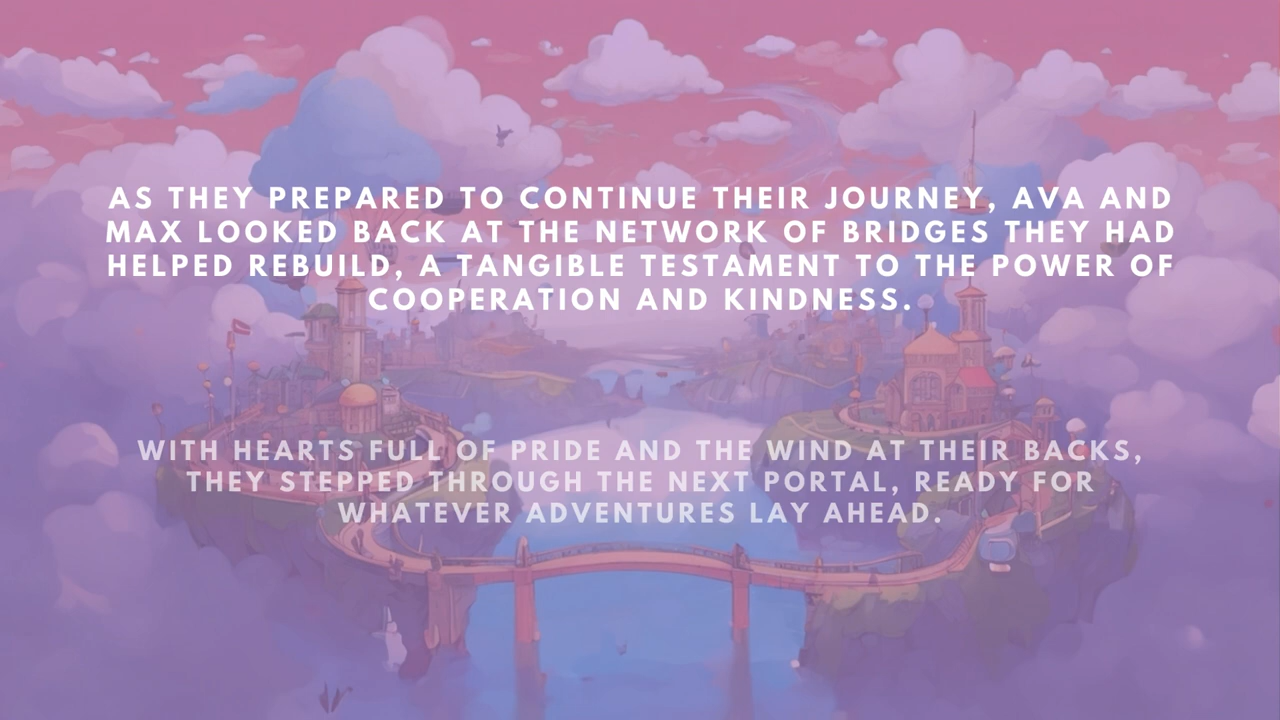 AS THEY PREPARED TO CONTINUE THEIR JOURNEY, AVA AND
MAX LOOKED BACK AT THE NETWORK OF BRIDGES THEY HAD
HELPED REBUILD, A TANGIBLE TESTAMENT TO THE POWER OF
COOPERATION AND KINDNESS.
WITH HEARTS FULL OF PRIDE AND THE WIND AT THEIR BACKS,
THEY STEPPED THROUGH THE NEXT PORTAL, READY FOR
WHATEVER ADVENTURES LAY AHEAD.